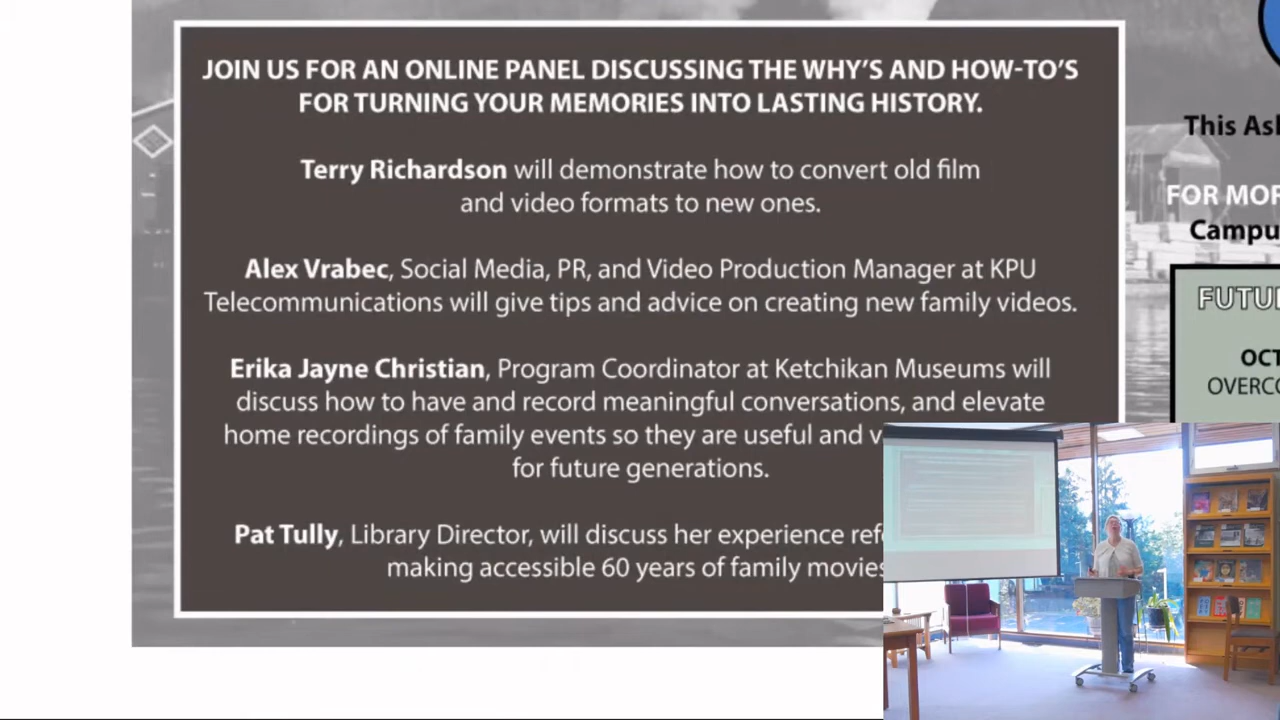 JOIN US FOR AN ONLINE PANEL DISCUSSING THE WHY'S AND HOW-TO'S
FOR TURNING YOUR MEMORIES INTO LASTING HISTORY.
Terry Richardson will demonstrate how to convert old film
and video formats to new ones.
Alex Vrabec, Social Media, PR, and Video Production Manager at KPU
Telecommunications will give tips and advice on creating new family videos.
Erika Jayne Christian, Program Coordinator at Ketchikan Museums will
discuss how to have and record meaningful conversations, and elevate
home recordings of family events so they are useful and v
for future generations.
Pat Tully, Library Director, will discuss her experience ref
making accessible 60 years of family movies
This Ask
FOR MOR
Campu
FUTU
OCT
OVERCO